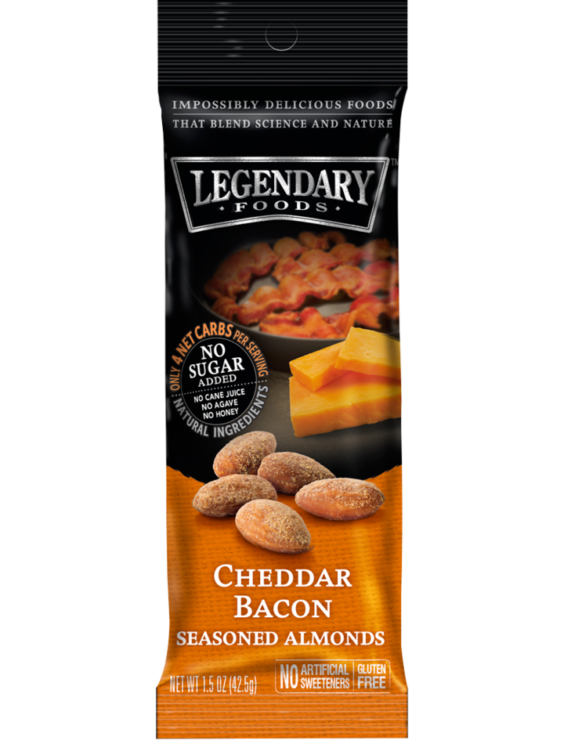 IMPOSSIBLY DELICIOUS FOODS
THAT BLEND SCIENCE AND NATURE
LEGENDARY™
FOODS
ONLY 4 NET CARBS PER SERVING
NO
SUGAR
ADDED
NO CANE JUICE
NO AGAVE
NO HONEY
NATURAL INGREDIENTS
CHEDDAR
BACON
SEASONED ALMONDS
NET WT 1.5 OZ (42.5g)
NO ARTIFICIAL SWEETENERS
GLUTEN FREE